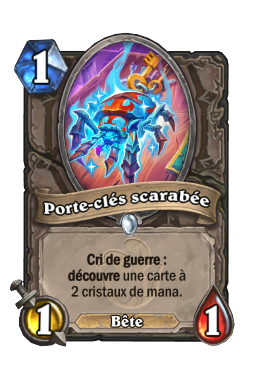 1
Porte-clés scarabée
Cri de guerre :
découvre une carte à
2 cristaux de mana.
1
Bête
1